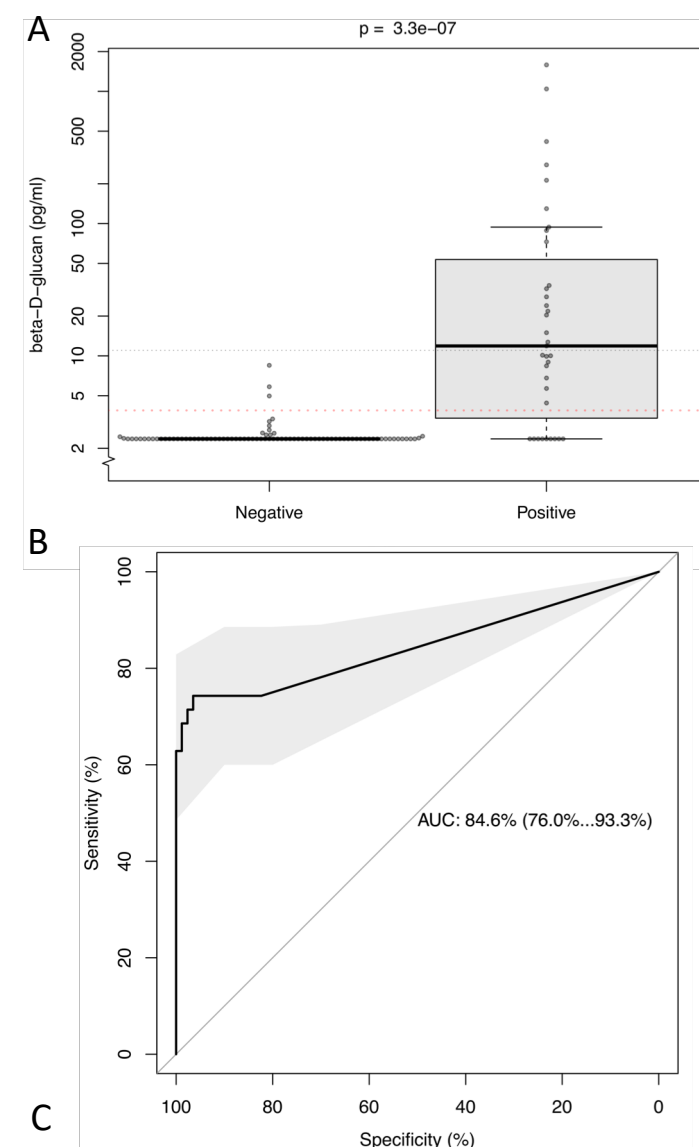 A
p = 3.3e−07
beta−D−glucan (pg/ml)
2000
500
100
50
20
10
5
2
Negative
Positive
B
Sensitivity (%)
100
80
60
40
20
0
AUC: 84.6% (76.0%...93.3%)
100
80
60
40
20
0
Specificity (%)
C